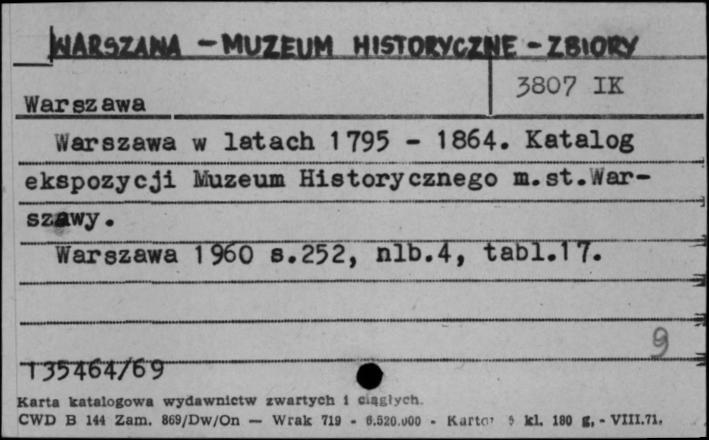 WARSZAWA - MUZEUM HISTORYCZNE - ZBIORY
3807 IK
Warszawa
Warszawa w latach 1795 - 1864. Katalog
ekspozycji Muzeum Historycznego m.st.War-
szawy.
Warszawa 1960 s.252, nlb.4, tabl.17.
9
135464/69
Karta katalogowa wydawnictw zwartych i ciągłych.
CWD B 144 Zam. 869/Dw/On — Wrak 719 - 6.520.000 - kl. 180 g, - VIII.71.